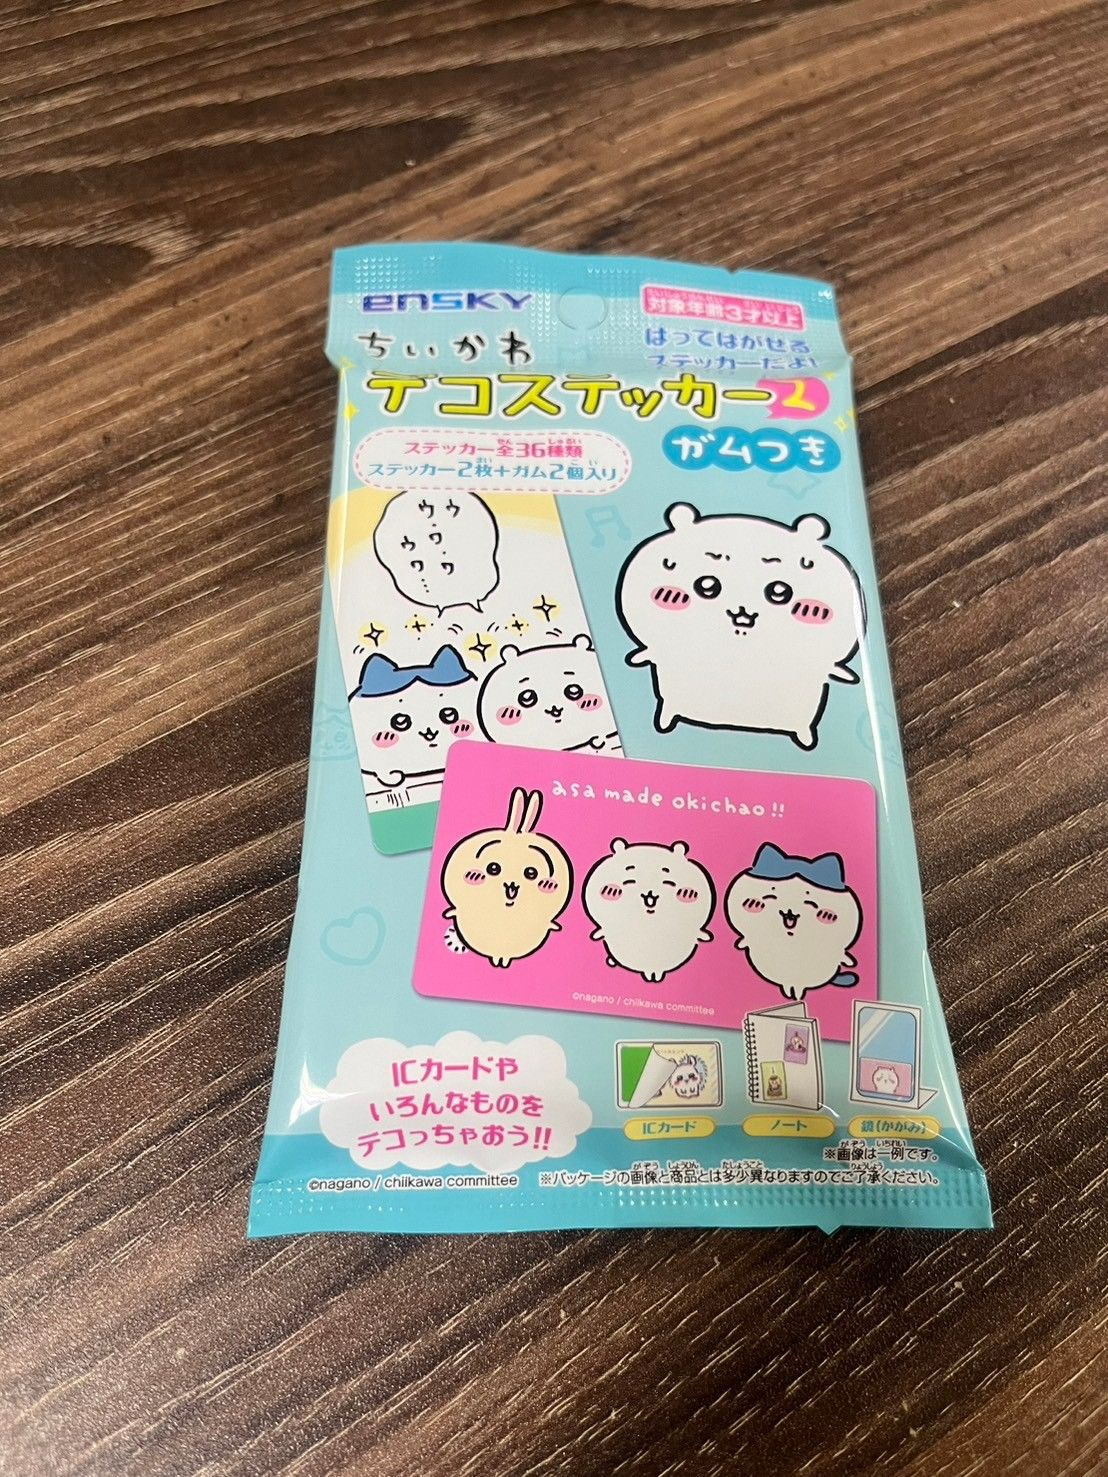 ensky
対象年齢3才以上
ちいかわ
はってはがせる
ステッカーだよ!
デコステッカー2
ガムつき
ステッカー全36種類
ステッカー2枚+ガム2個入り
ウゥ
ワ・
ゥワ
ワ…
asa made okichao!!
©nagano / chiikawa committee
ICカードや
いろんなものを
デコっちゃおう!!
ICカード
ノート
鏡(かがみ)
※画像は一例です。
©nagano / chiikawa committee
※パッケージの画像と商品とは多少異なりますのでご了承ください。